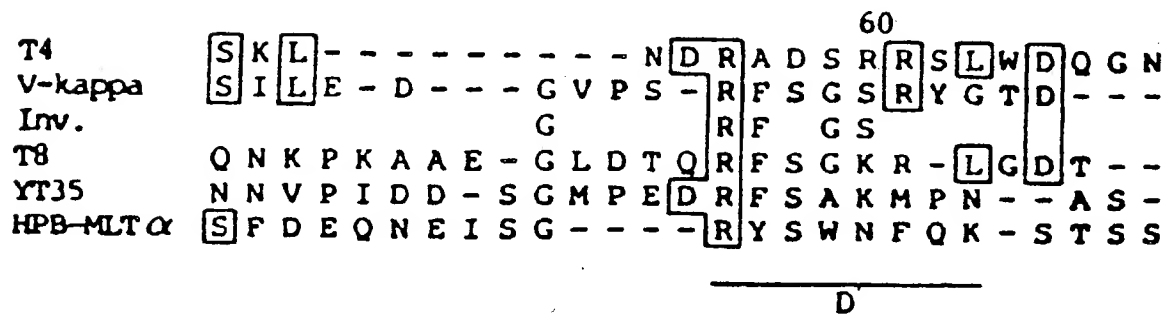 60
T4 S K L - - - - - - - - - N D R A D S R R S L W D Q G N
V-kappa S I L E - D - - - G V P S - R F S G S R Y G T D - - -
Inv. G R F G S
T8 Q N K P K A A E - G L D T Q R F S G K R - L G D T - -
YT35 N N V P I D D - S G M P E D R F S A K M P N - - A S -
HPB-MLT α S F D E Q N E I S G - - - - R Y S W N F Q K - S T S S
D